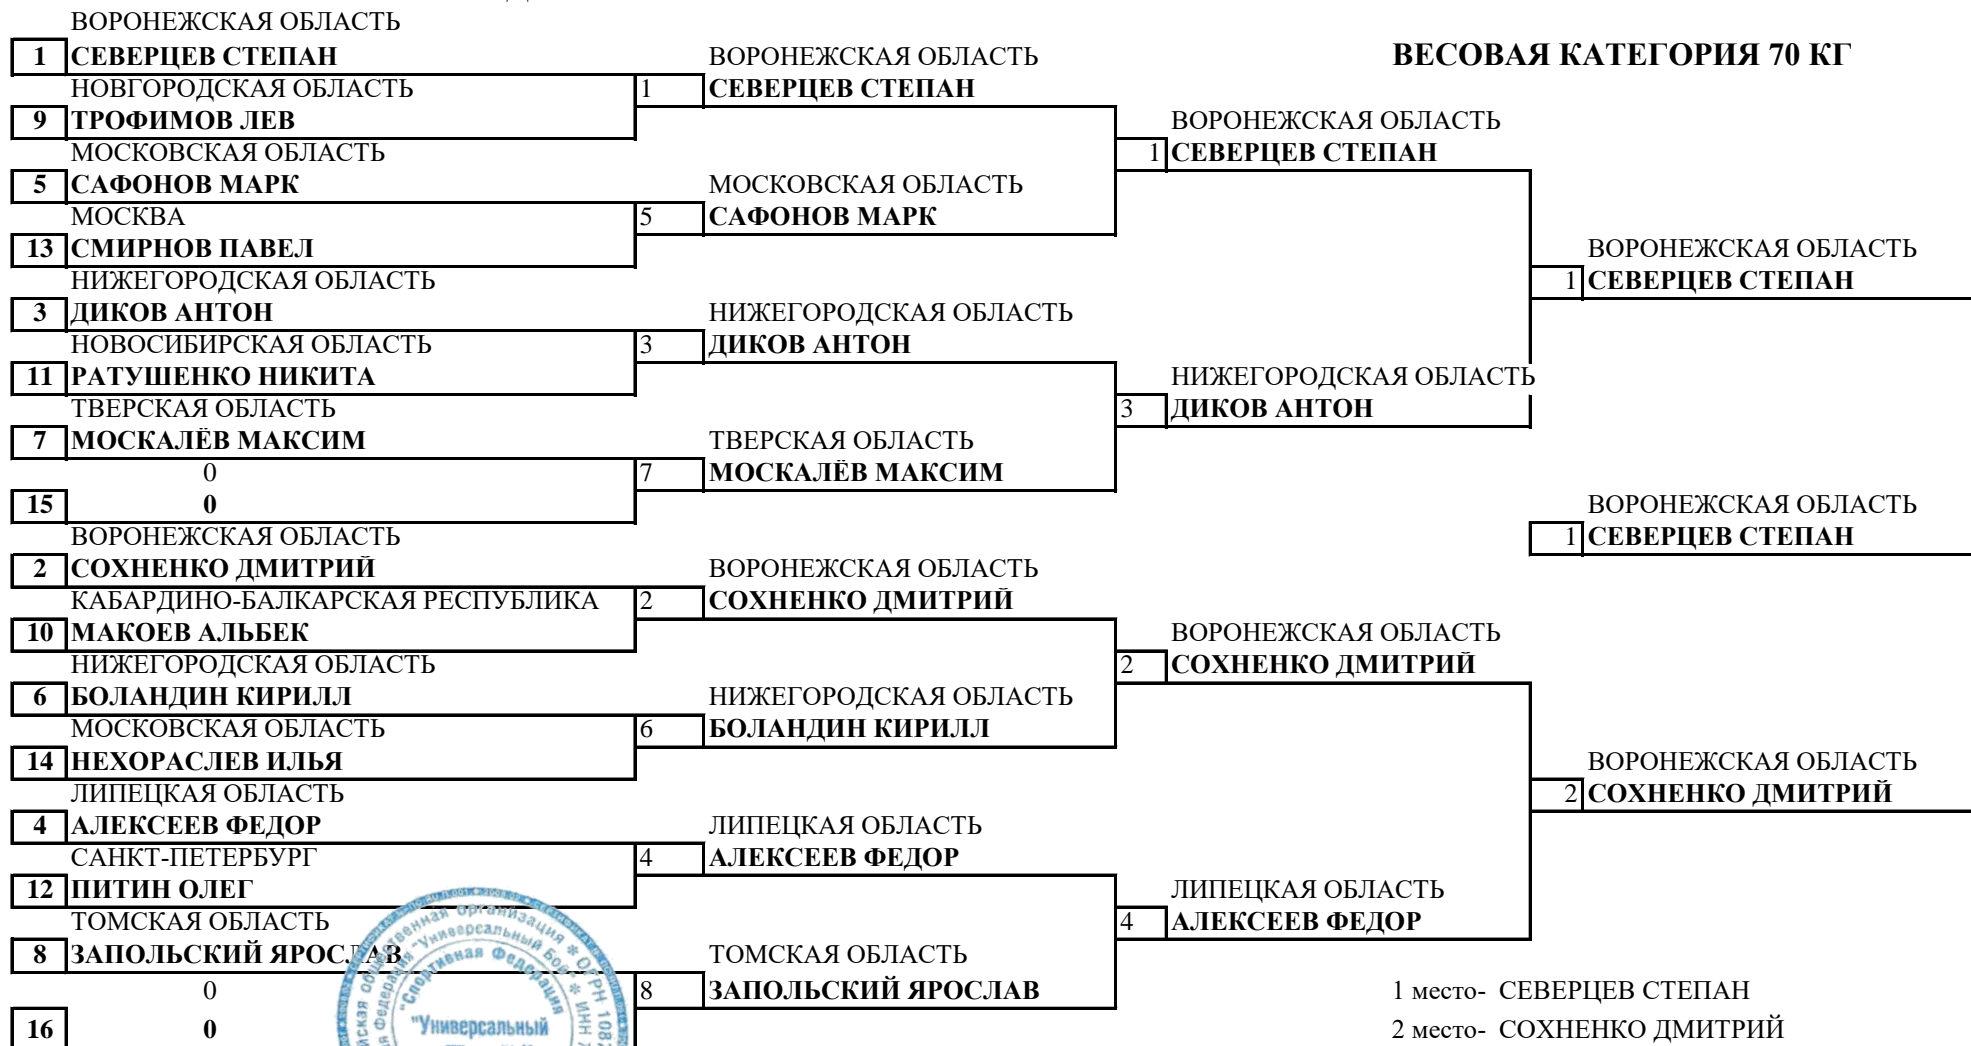 ВОРОНЕЖСКАЯ ОБЛАСТЬ
1 СЕВЕРЦЕВ СТЕПАН
НОВГОРОДСКАЯ ОБЛАСТЬ
9 ТРОФИМОВ ЛЕВ
МОСКОВСКАЯ ОБЛАСТЬ
5 САФОНОВ МАРК
МОСКВА
13 СМИРНОВ ПАВЕЛ
НИЖЕГОРОДСКАЯ ОБЛАСТЬ
3 ДИКОВ АНТОН
НОВОСИБИРСКАЯ ОБЛАСТЬ
11 РАТУШЕНКО НИКИТА
ТВЕРСКАЯ ОБЛАСТЬ
7 МОСКАЛЁВ МАКСИМ
0
15 0
ВОРОНЕЖСКАЯ ОБЛАСТЬ
2 СОХНЕНКО ДМИТРИЙ
КАБАРДИНО-БАЛКАРСКАЯ РЕСПУБЛИКА
10 МАКОЕВ АЛЬБЕК
НИЖЕГОРОДСКАЯ ОБЛАСТЬ
6 БОЛАНДИН КИРИЛЛ
МОСКОВСКАЯ ОБЛАСТЬ
14 НЕХОРАСЛЕВ ИЛЬЯ
ЛИПЕЦКАЯ ОБЛАСТЬ
4 АЛЕКСЕЕВ ФЕДОР
САНКТ-ПЕТЕРБУРГ
12 ПИТИН ОЛЕГ
ТОМСКАЯ ОБЛАСТЬ
8 ЗАПОЛЬСКИЙ ЯРОСЛАВ
0
16 0
ВОРОНЕЖСКАЯ ОБЛАСТЬ
1 СЕВЕРЦЕВ СТЕПАН
МОСКОВСКАЯ ОБЛАСТЬ
5 САФОНОВ МАРК
НИЖЕГОРОДСКАЯ ОБЛАСТЬ
3 ДИКОВ АНТОН
ТВЕРСКАЯ ОБЛАСТЬ
7 МОСКАЛЁВ МАКСИМ
ВОРОНЕЖСКАЯ ОБЛАСТЬ
2 СОХНЕНКО ДМИТРИЙ
НИЖЕГОРОДСКАЯ ОБЛАСТЬ
6 БОЛАНДИН КИРИЛЛ
ЛИПЕЦКАЯ ОБЛАСТЬ
4 АЛЕКСЕЕВ ФЕДОР
ТОМСКАЯ ОБЛАСТЬ
8 ЗАПОЛЬСКИЙ ЯРОСЛАВ
ВОРОНЕЖСКАЯ ОБЛАСТЬ
1 СЕВЕРЦЕВ СТЕПАН
НИЖЕГОРОДСКАЯ ОБЛАСТЬ
3 ДИКОВ АНТОН
ВОРОНЕЖСКАЯ ОБЛАСТЬ
2 СОХНЕНКО ДМИТРИЙ
ЛИПЕЦКАЯ ОБЛАСТЬ
4 АЛЕКСЕЕВ ФЕДОР
ВЕСОВАЯ КАТЕГОРИЯ 70 КГ
ВОРОНЕЖСКАЯ ОБЛАСТЬ
1 СЕВЕРЦЕВ СТЕПАН
ВОРОНЕЖСКАЯ ОБЛАСТЬ
1 СЕВЕРЦЕВ СТЕПАН
ВОРОНЕЖСКАЯ ОБЛАСТЬ
2 СОХНЕНКО ДМИТРИЙ
1 место- СЕВЕРЦЕВ СТЕПАН
2 место- СОХНЕНКО ДМИТРИЙ
организация * ОГРН
"Универсальный Бой" * ИНН
"Спортивная Федерация
"Универсальный